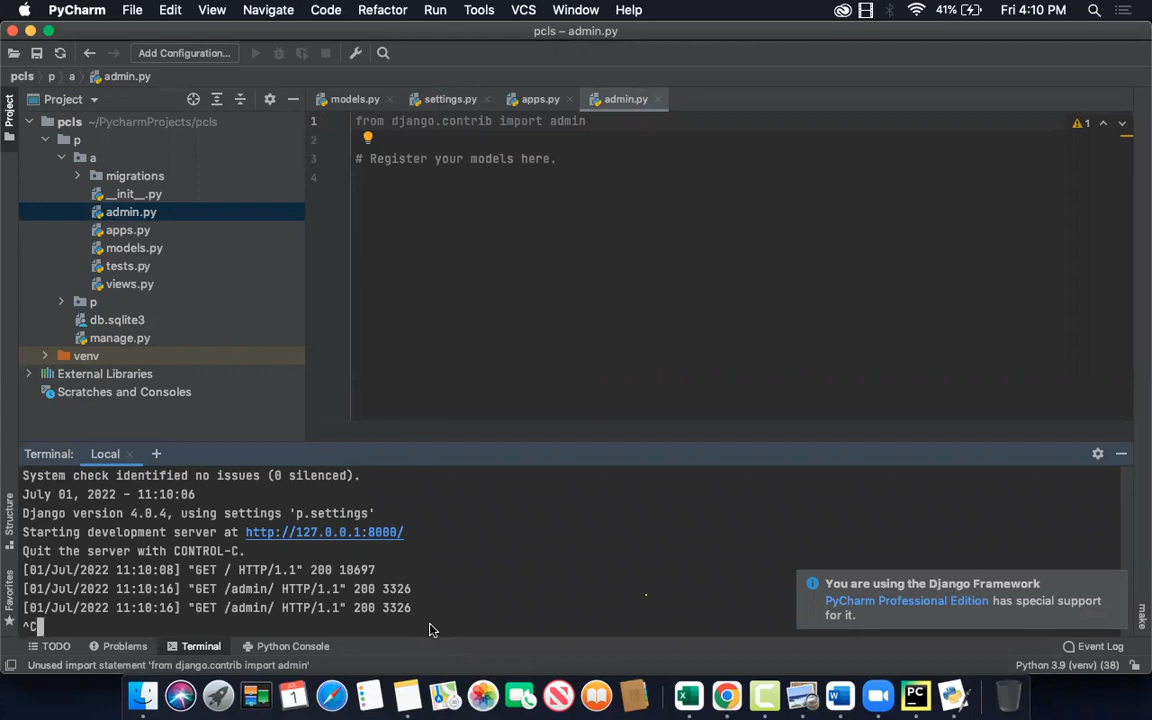 PyCharm File Edit View Navigate Code Refactor Run Tools VCS Window Help 41% Fri 4:10 PM
pcls – admin.py
Add Configuration...
pcls p a admin.py
Project
Project
models.py settings.py apps.py admin.py
pcls ~/PycharmProjects/pcls
p
a
migrations
__init__.py
admin.py
apps.py
models.py
tests.py
views.py
p
db.sqlite3
manage.py
venv
External Libraries
Scratches and Consoles
1 from django.contrib import admin
2
3 # Register your models here.
4
1
Terminal: Local +
System check identified no issues (0 silenced).
July 01, 2022 - 11:10:06
Django version 4.0.4, using settings 'p.settings'
Starting development server at http://127.0.0.1:8000/
Quit the server with CONTROL-C.
[01/Jul/2022 11:10:08] "GET / HTTP/1.1" 200 10697
[01/Jul/2022 11:10:16] "GET /admin/ HTTP/1.1" 200 3326
[01/Jul/2022 11:10:16] "GET /admin/ HTTP/1.1" 200 3326
^C
Structure
Favorites
make
You are using the Django Framework
PyCharm Professional Edition has special support
for it.
TODO Problems Terminal Python Console Event Log
Unused import statement 'from django.contrib import admin' Python 3.9 (venv) (38)
1
PC